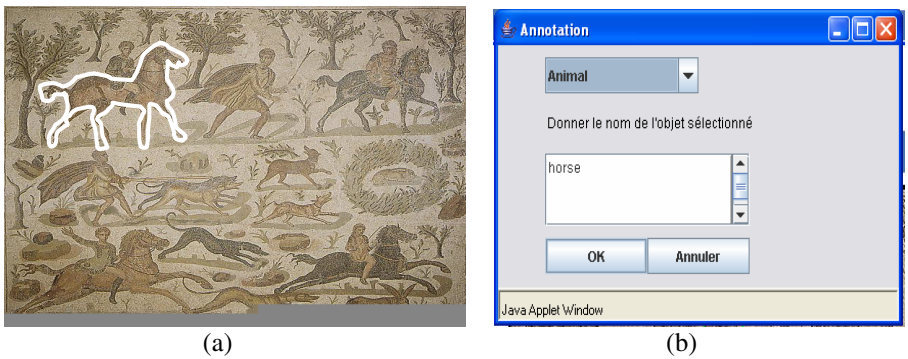 Annotation
Animal
Donner le nom de l'objet sélectionné
horse
OK Annuler
Java Applet Window
(a) (b)